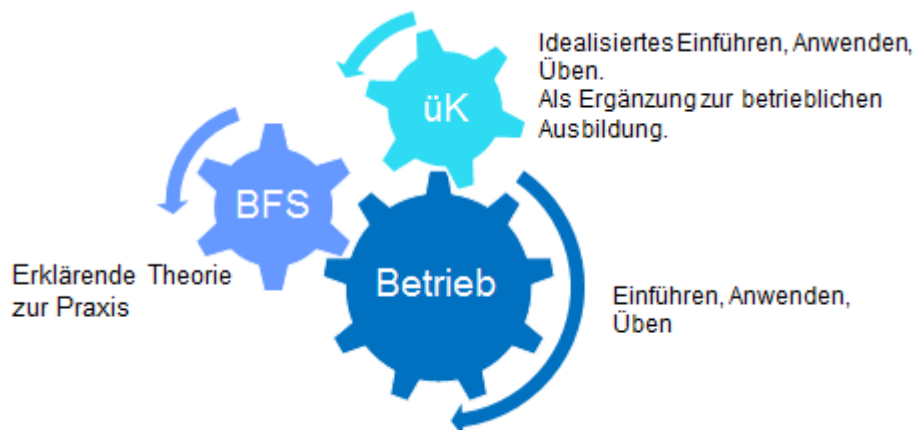 Idealisiertes Einführen, Anwenden,
Üben.
Als Ergänzung zur betrieblichen
Ausbildung.
üK
BFS
Betrieb
Erklärende Theorie
zur Praxis
Einführen, Anwenden,
Üben